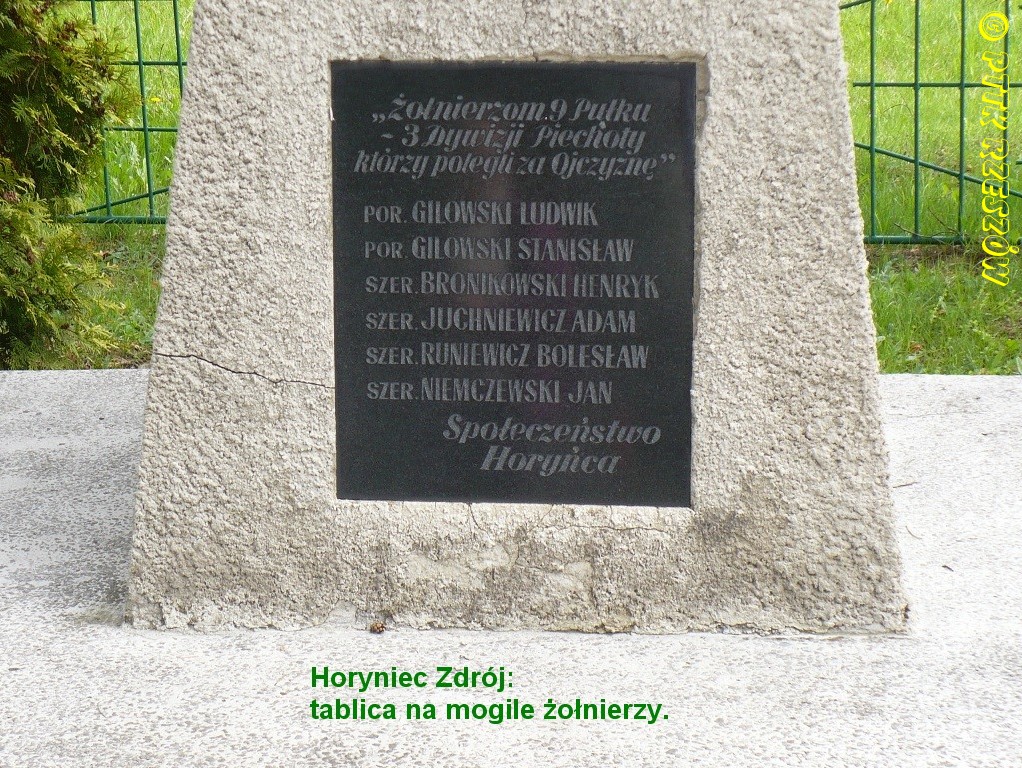 „Żołnierzom 9 Pułku
- 3 Dywizji Piechoty
którzy polegli za Ojczyznę”
POR. GILOWSKI LUDWIK
POR. GILOWSKI STANISŁAW
SZER. BRONIKOWSKI HENRYK
SZER. JUCHNIEWICZ ADAM
SZER. RUNIEWICZ BOLESŁAW
SZER. NIEMCZEWSKI JAN
Społeczeństwo
Horyńca
Horyniec Zdrój:
tablica na mogile żołnierzy.
© PTTK RZESZÓW